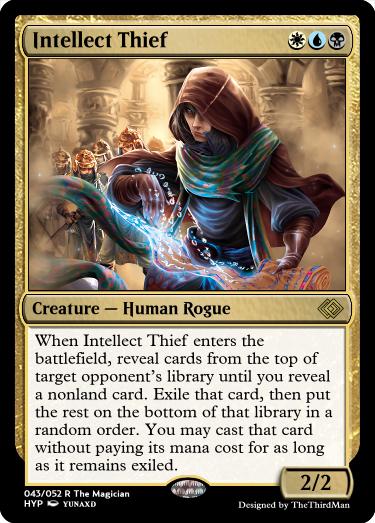 Intellect Thief
Creature — Human Rogue
When Intellect Thief enters the
battlefield, reveal cards from the top of
target opponent's library until you reveal
a nonland card. Exile that card, then put
the rest on the bottom of that library in a
random order. You may cast that card
without paying its mana cost for as long
as it remains exiled.
2/2
043/052 R The Magician
HYP YUNAXD
Designed by TheThirdMan